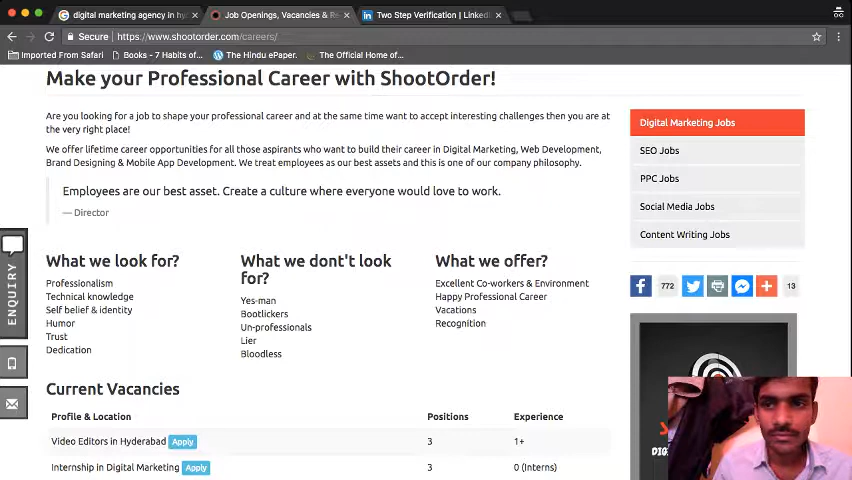 digital marketing agency in hy
Job Openings, Vacancies & Re
Two Step Verification | LinkedI
Secure
https://www.shootorder.com/careers/
Imported From Safari
Books - 7 Habits of...
The Hindu ePaper.
The Official Home of...
Make your Professional Career with ShootOrder!
Are you looking for a job to shape your professional career and at the same time want to accept interesting challenges then you are at
the very right place!
We offer lifetime career opportunities for all those aspirants who want to build their career in Digital Marketing, Web Development,
Brand Designing & Mobile App Development. We treat employees as our best assets and this is one of our company philosophy.
Employees are our best asset. Create a culture where everyone would love to work.
— Director
What we look for?
Professionalism
Technical knowledge
Self belief & identity
Humor
Trust
Dedication
What we dont't look
for?
Yes-man
Bootlickers
Un-professionals
Lier
Bloodless
What we offer?
Excellent Co-workers & Environment
Happy Professional Career
Vacations
Recognition
Current Vacancies
Profile & Location Positions Experience
Video Editors in Hyderabad Apply 3 1+
Internship in Digital Marketing Apply 3 0 (Interns)
Digital Marketing Jobs
SEO Jobs
PPC Jobs
Social Media Jobs
Content Writing Jobs
772
13
ENQUIRY